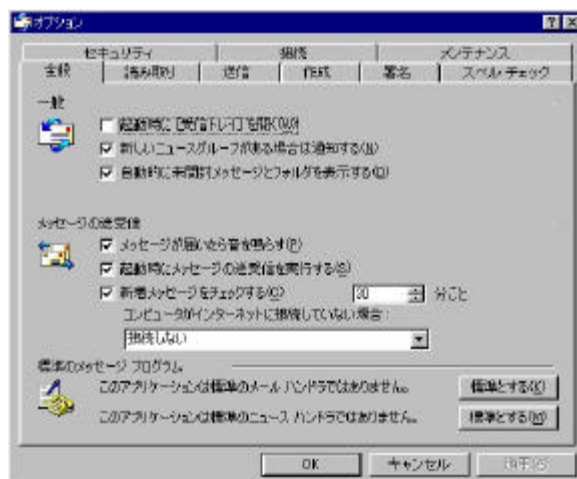 オプション
セキュリティ 接続 メンテナンス
全般 読み取り 送信 作成 署名 スペル チェック
一般
起動時に [受信トレイ] を開く(W)
新しいニュースグループがある場合は通知する(N)
自動的に未開封メッセージとフォルダを表示する(D)
メッセージの送受信
メッセージが届いたら音を鳴らす(P)
起動時にメッセージの送受信を実行する(S)
新着メッセージをチェックする(C) 30 分ごと
コンピュータがインターネットに接続していない場合:
接続しない
標準のメッセージ プログラム
このアプリケーションは標準のメール ハンドラではありません。 標準とする(K)
このアプリケーションは標準のニュース ハンドラではありません。 標準とする(M)
OK キャンセル